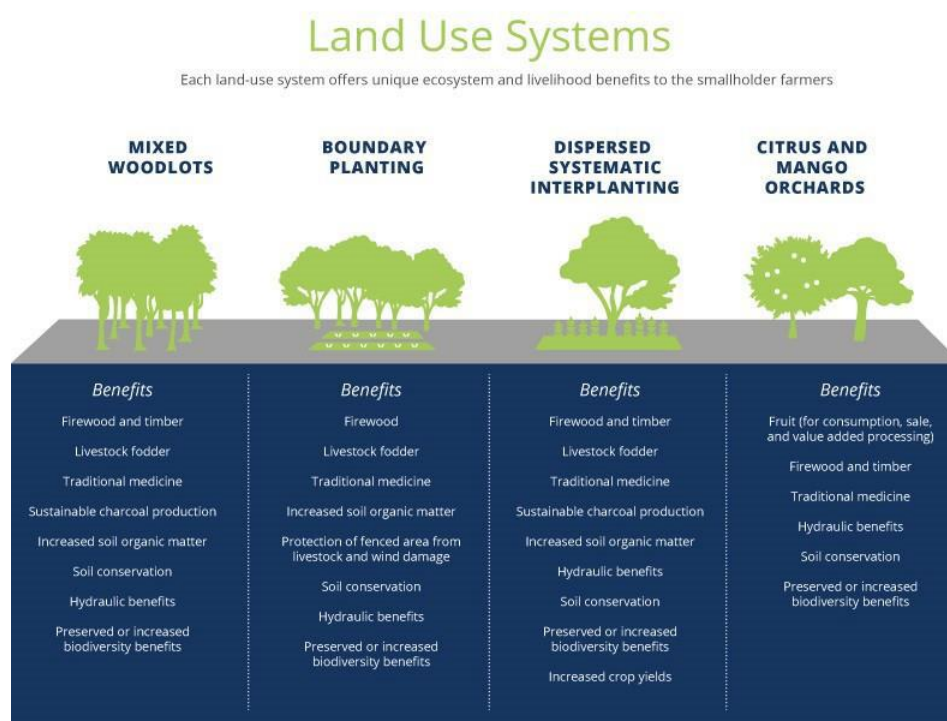 Land Use Systems
Each land-use system offers unique ecosystem and livelihood benefits to the smallholder farmers
MIXED
WOODLOTS
Benefits
Firewood and timber
Livestock fodder
Traditional medicine
Sustainable charcoal production
Increased soil organic matter
Soil conservation
Hydraulic benefits
Preserved or increased
biodiversity benefits
BOUNDARY
PLANTING
Benefits
Firewood
Livestock fodder
Traditional medicine
Increased soil organic matter
Protection of fenced area from
livestock and wind damage
Soil conservation
Hydraulic benefits
Preserved or increased
biodiversity benefits
DISPERSED
SYSTEMATIC
INTERPLANTING
Benefits
Firewood and timber
Livestock fodder
Traditional medicine
Sustainable charcoal production
Increased soil organic matter
Hydraulic benefits
Soil conservation
Preserved or increased
biodiversity benefits
Increased crop yields
CITRUS AND
MANGO
ORCHARDS
Benefits
Fruit (for consumption, sale,
and value added processing)
Firewood and timber
Traditional medicine
Hydraulic benefits
Soil conservation
Preserved or increased
biodiversity benefits